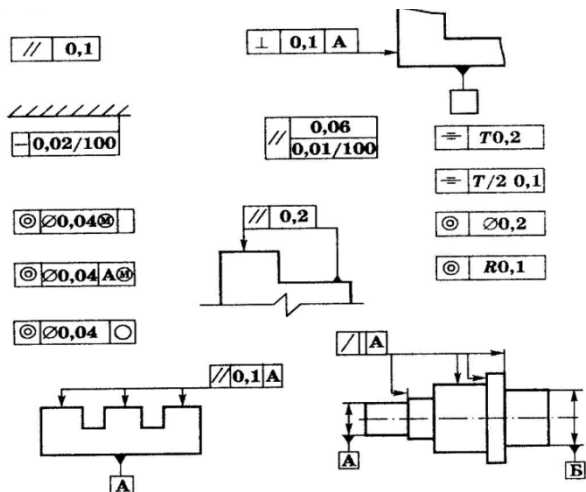 // 0,1
⊥ 0,1 А
— 0,02/100
// 0,06
0,01/100
⌯ T0,2
⌯ T/2 0,1
◎ ∅0,04Ⓜ
// 0,2
◎ ∅0,2
◎ ∅0,04 АⓂ
◎ R0,1
◎ ∅0,04 ○
/ А
// 0,1 А
А
А
Б